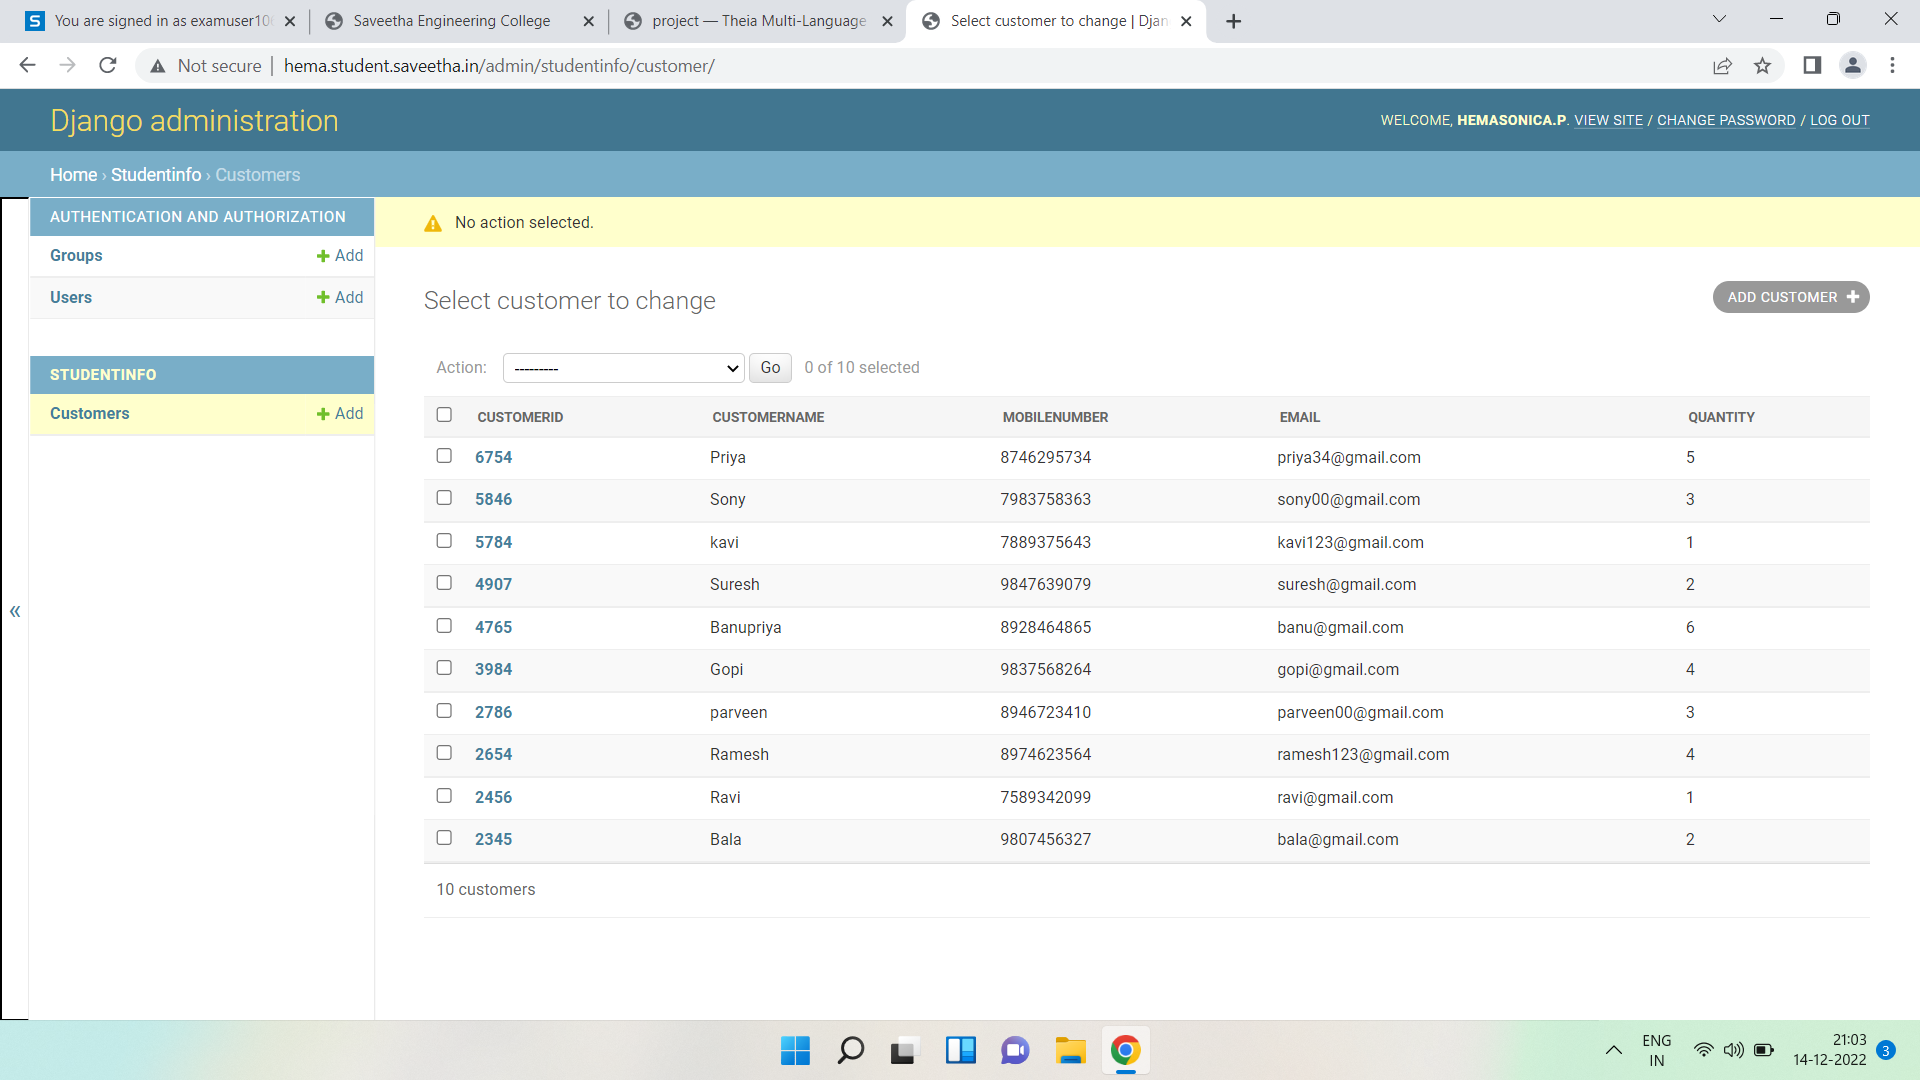 You are signed in as examuser10
Saveetha Engineering College
project — Theia Multi-Language
Select customer to change | Djan
Not secure | hema.student.saveetha.in/admin/studentinfo/customer/
Django administration
WELCOME, HEMASONICA.P. VIEW SITE / CHANGE PASSWORD / LOG OUT
Home › Studentinfo › Customers
AUTHENTICATION AND AUTHORIZATION
Groups + Add
Users + Add
STUDENTINFO
Customers + Add
«
No action selected.
Select customer to change
ADD CUSTOMER +
Action: --------- Go 0 of 10 selected
CUSTOMERID CUSTOMERNAME MOBILENUMBER EMAIL QUANTITY
6754 Priya 8746295734 priya34@gmail.com 5
5846 Sony 7983758363 sony00@gmail.com 3
5784 kavi 7889375643 kavi123@gmail.com 1
4907 Suresh 9847639079 suresh@gmail.com 2
4765 Banupriya 8928464865 banu@gmail.com 6
3984 Gopi 9837568264 gopi@gmail.com 4
2786 parveen 8946723410 parveen00@gmail.com 3
2654 Ramesh 8974623564 ramesh123@gmail.com 4
2456 Ravi 7589342099 ravi@gmail.com 1
2345 Bala 9807456327 bala@gmail.com 2
10 customers
ENG
IN
21:03
14-12-2022
3